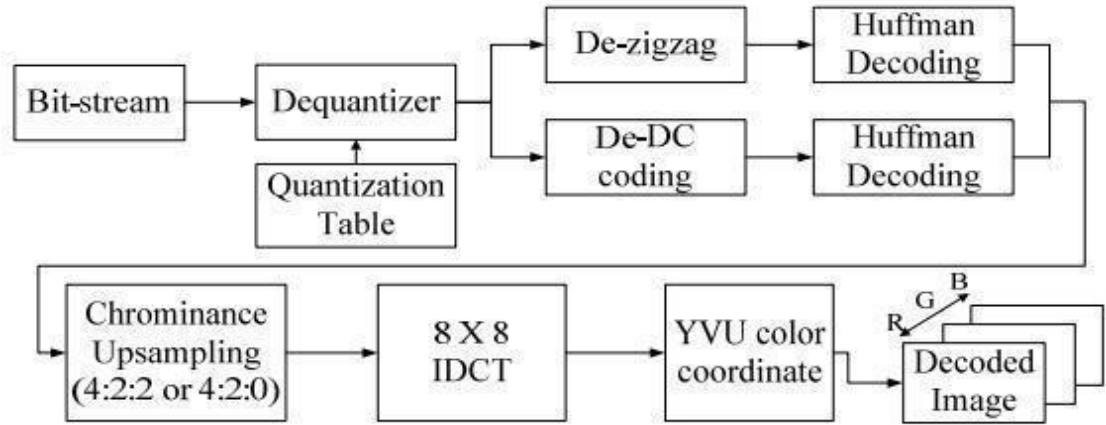 Bit-stream
Dequantizer
Quantization
Table
De-zigzag
Huffman
Decoding
De-DC
coding
Huffman
Decoding
Chrominance
Upsampling
(4:2:2 or 4:2:0)
8 X 8
IDCT
YVU color
coordinate
R G B
Decoded
Image